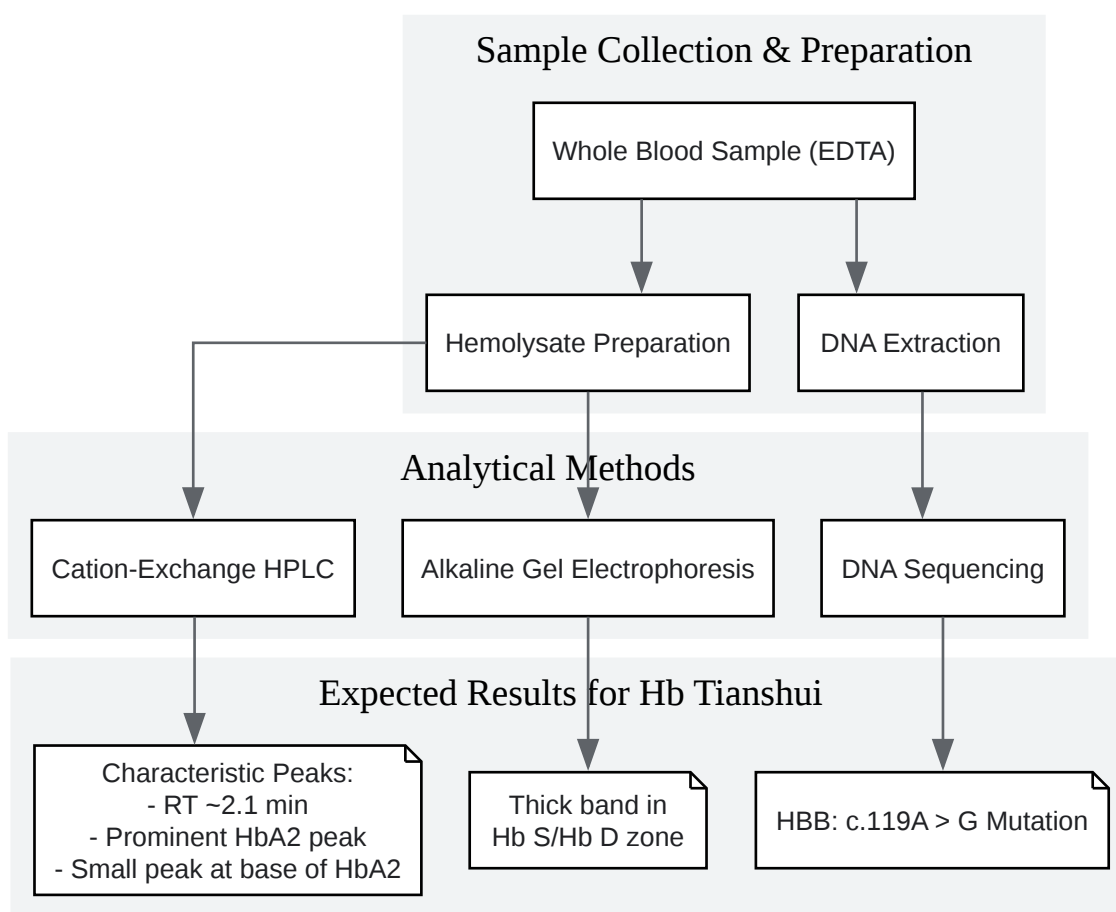 Sample Collection & Preparation
Whole Blood Sample (EDTA)
Hemolysate Preparation
DNA Extraction
Analytical Methods
Cation-Exchange HPLC
Alkaline Gel Electrophoresis
DNA Sequencing
Expected Results for Hb Tianshui
Characteristic Peaks:
- RT ~2.1 min
- Prominent HbA2 peak
- Small peak at base of HbA2
Thick band in
Hb S/Hb D zone
HBB: c.119A > G Mutation